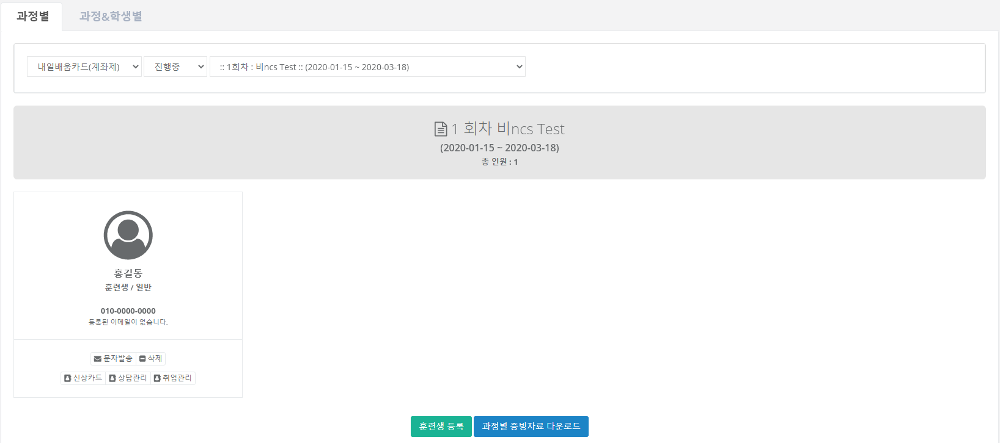 과정별 과정&학생별
내일배움카드(계좌제) 진행중 :: 1회차 : 비ncs Test :: (2020-01-15 ~ 2020-03-18)
1 회차 비ncs Test
(2020-01-15 ~ 2020-03-18)
총 인원 : 1
홍길동
훈련생 / 일반
010-0000-0000
등록된 이메일이 없습니다.
문자발송 삭제
신상카드 상담관리 취업관리
훈련생 등록 과정별 증빙자료 다운로드